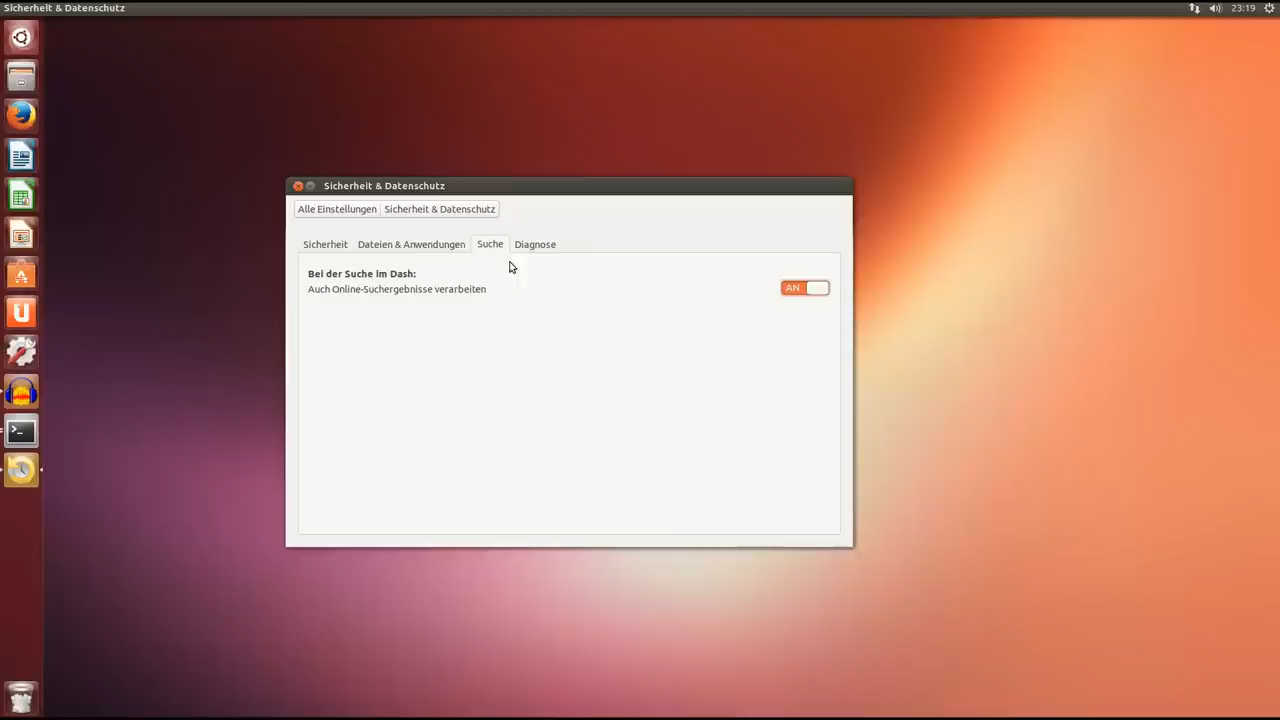 Sicherheit & Datenschutz
23:19
Sicherheit & Datenschutz
Alle Einstellungen Sicherheit & Datenschutz
Sicherheit Dateien & Anwendungen Suche Diagnose
Bei der Suche im Dash:
Auch Online-Suchergebnisse verarbeiten AN